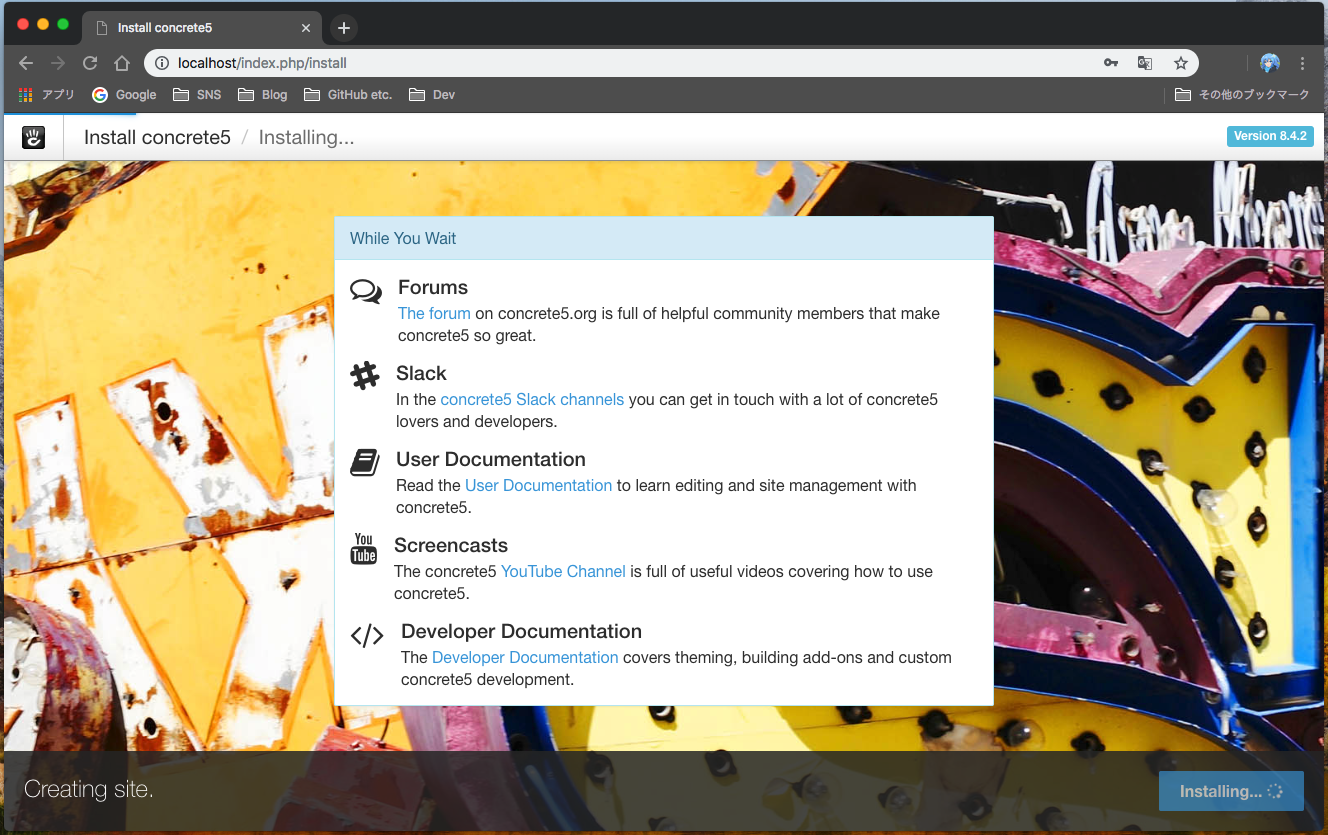 Install concrete5
localhost/index.php/install
アプリ Google SNS Blog GitHub etc. Dev その他のブックマーク
Install concrete5 / Installing... Version 8.4.2
While You Wait
Forums
The forum on concrete5.org is full of helpful community members that make
concrete5 so great.
Slack
In the concrete5 Slack channels you can get in touch with a lot of concrete5
lovers and developers.
User Documentation
Read the User Documentation to learn editing and site management with
concrete5.
You
Tube
Screencasts
The concrete5 YouTube Channel is full of useful videos covering how to use
concrete5.
Developer Documentation
The Developer Documentation covers theming, building add-ons and custom
concrete5 development.
Creating site. Installing...